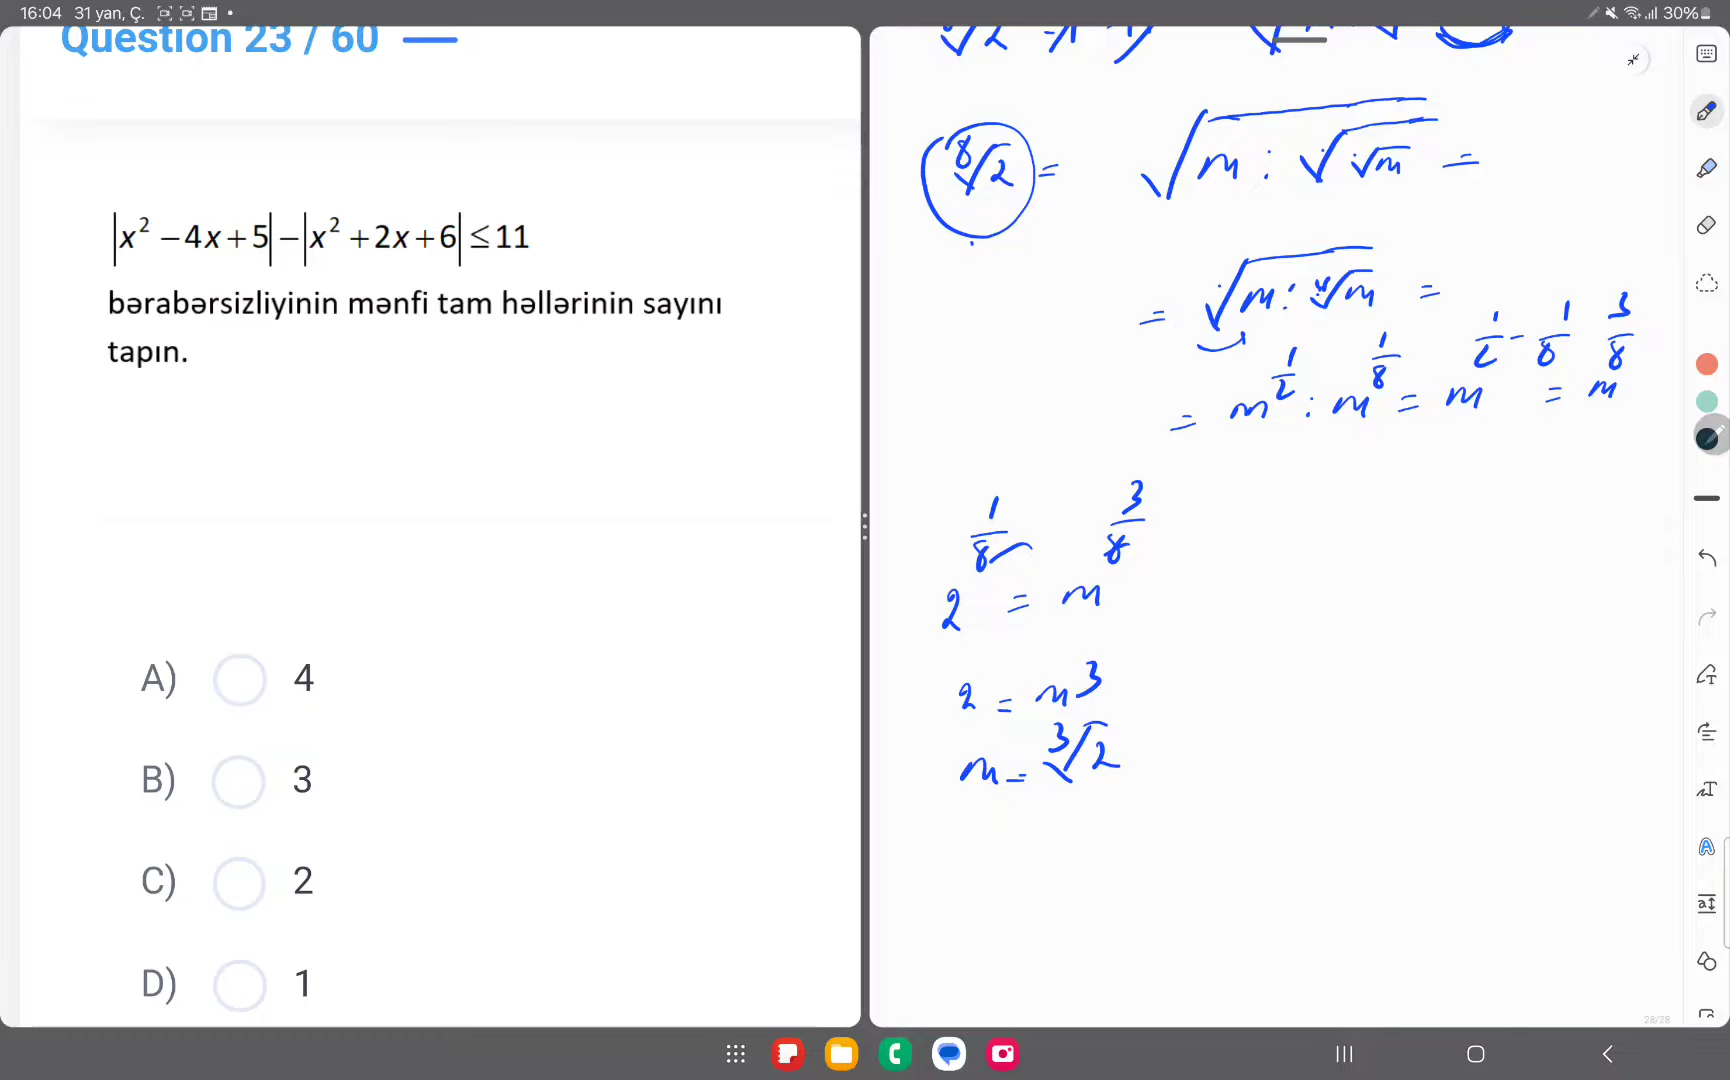 16:04 31 yan, Ç.
30%
Question 23 / 60
|x² −4x+5|−|x² +2x+6|≤11
bərabərsizliyinin mənfi tam həllərinin sayını
tapın.
A) 4
B) 3
C) 2
D) 1
⁸√2 = √(m : √(√m)) =
= √(m : ⁴√m) =
= m^(1/2) : m^(1/8) = m^(1/2 − 1/8) = m^(3/8)
2^(1/8) = m^(3/8)
2 = m³
m = ³√2
28/28